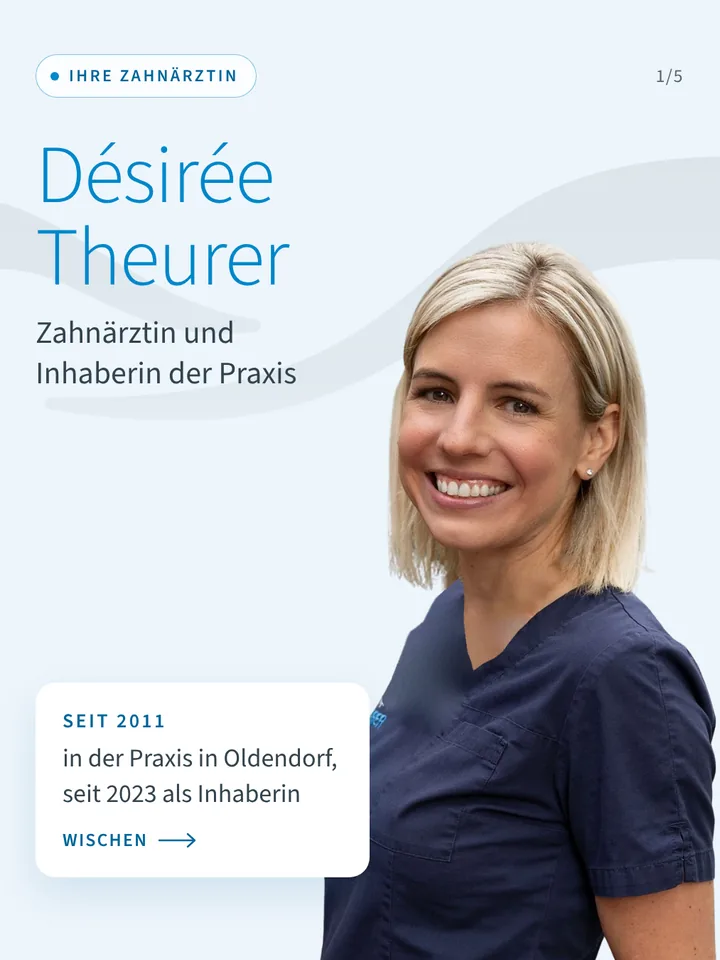 IHRE ZAHNÄRZTIN
1/5
Désirée
Theurer
Zahnärztin und
Inhaberin der Praxis
SEIT 2011
in der Praxis in Oldendorf,
seit 2023 als Inhaberin
WISCHEN